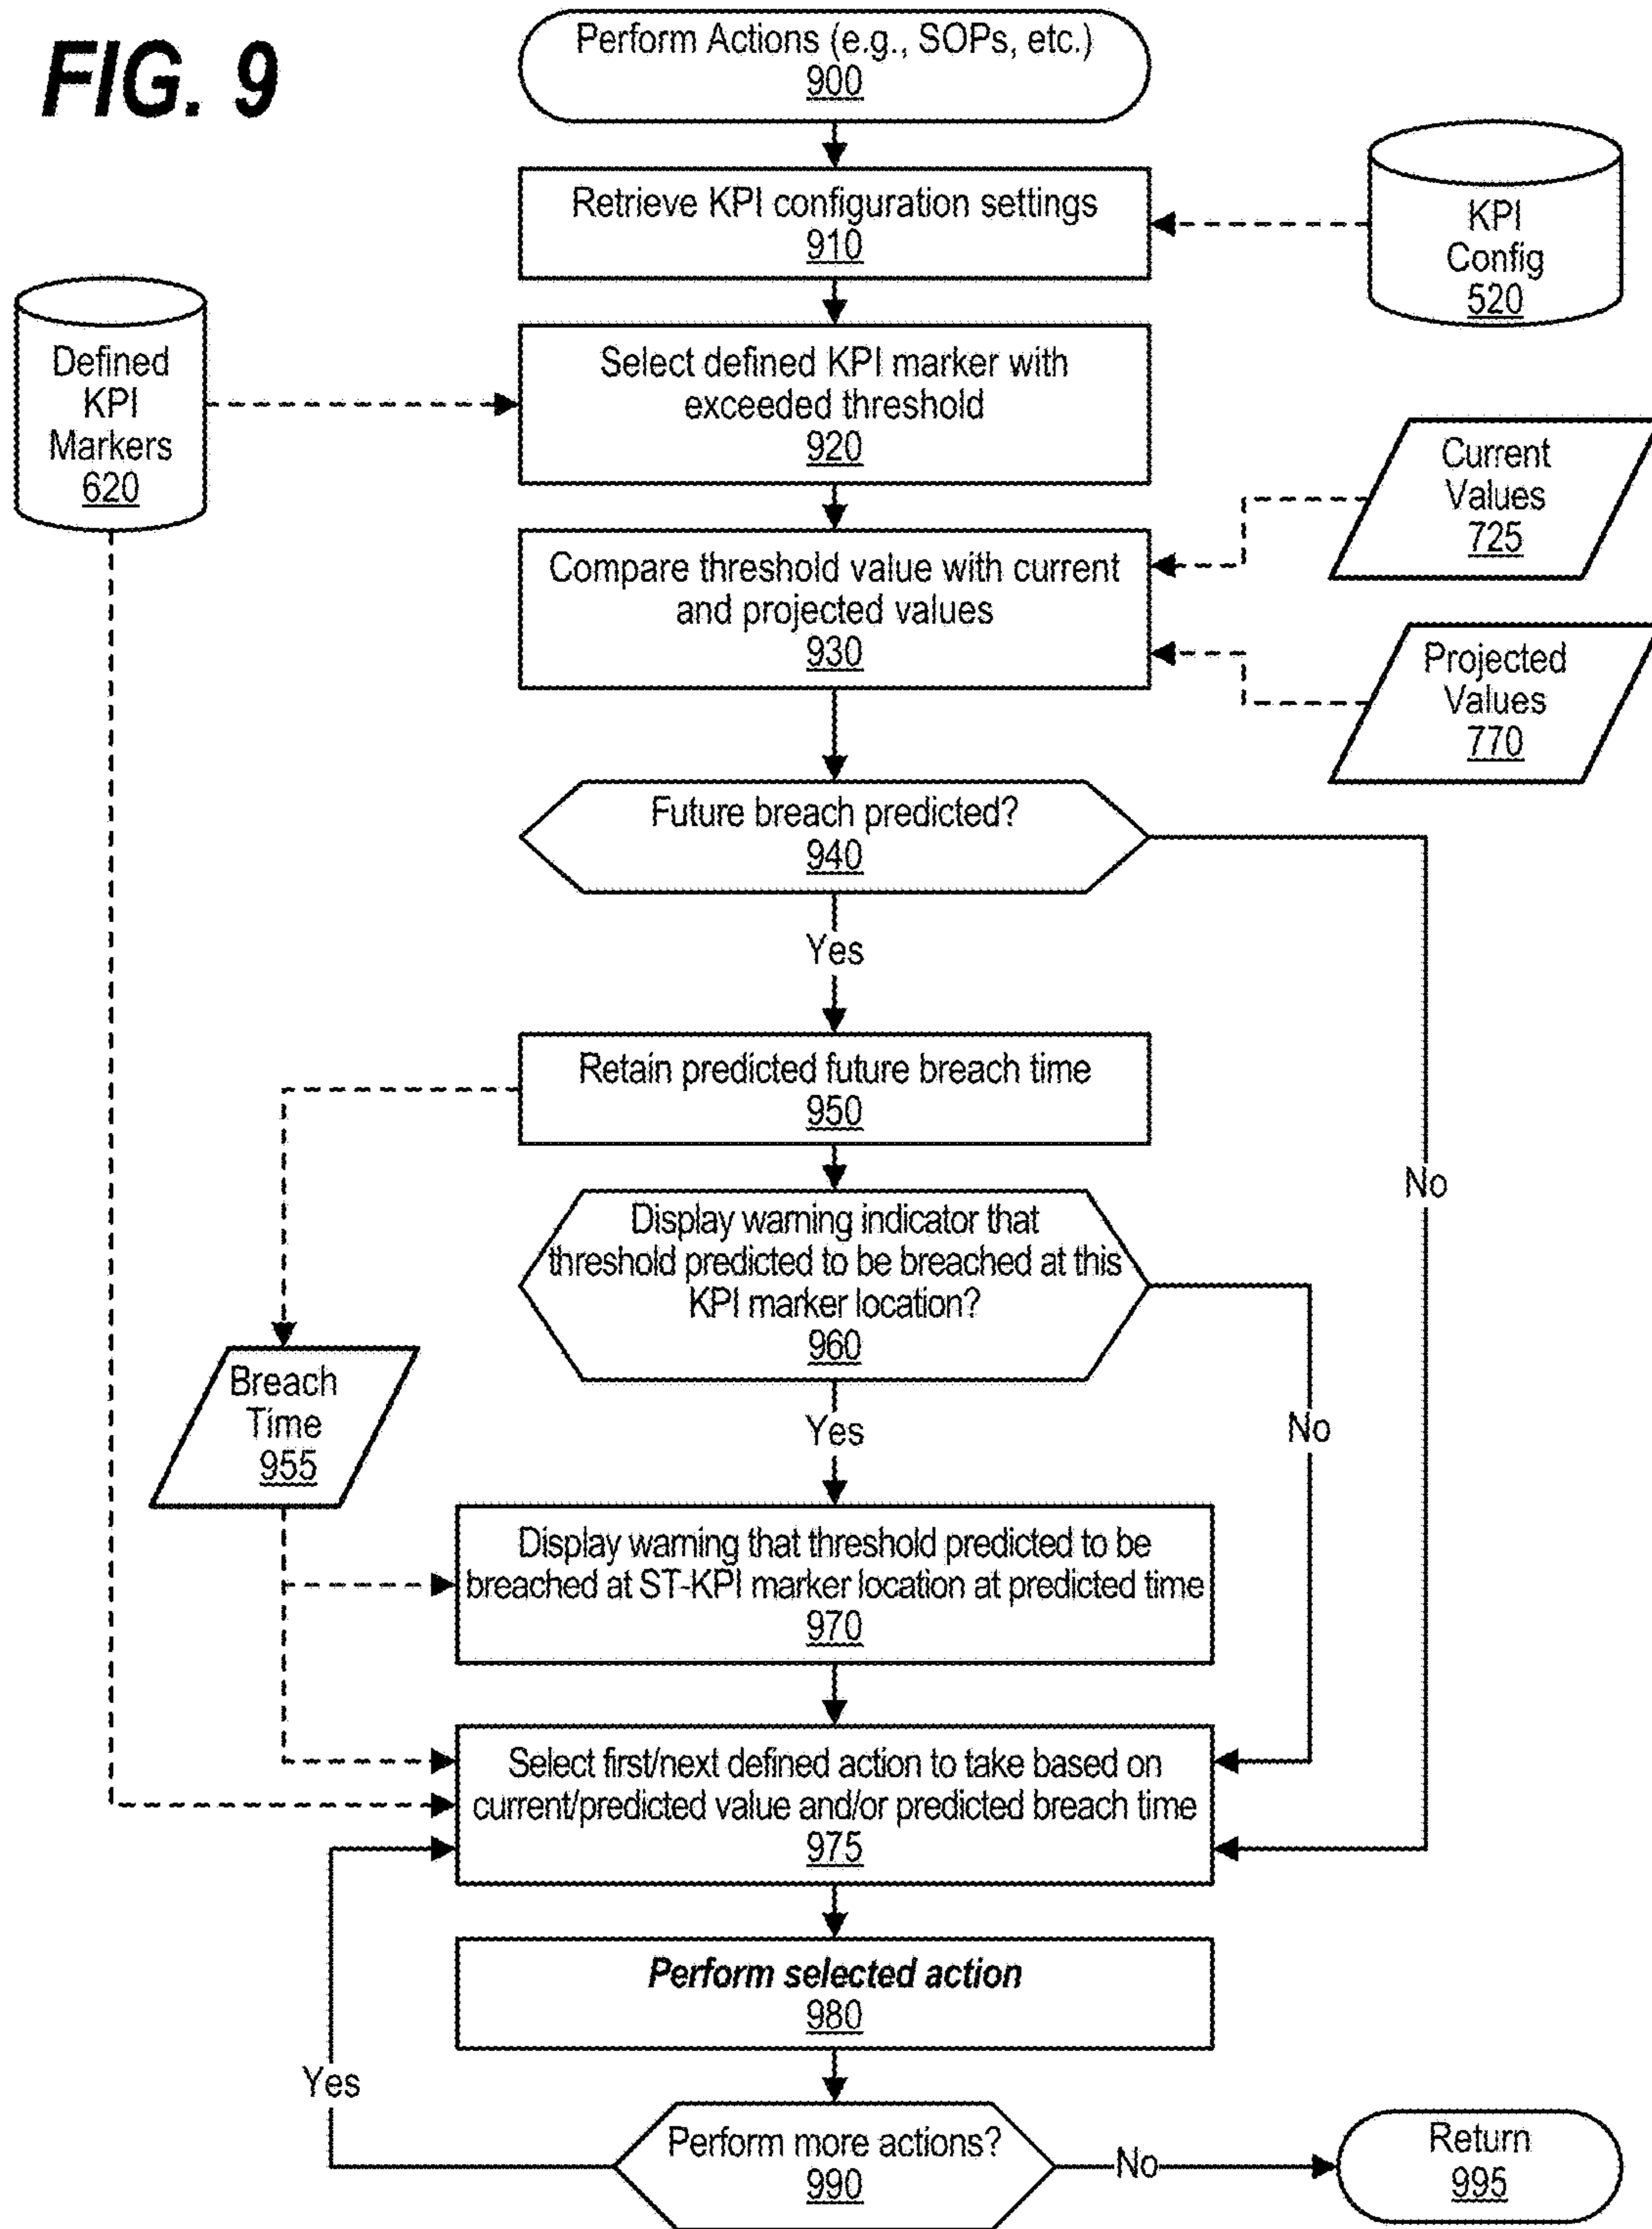 FIG. 9
Perform Actions (e.g., SOPs, etc.)
900
Retrieve KPI configuration settings
910
KPI
Config
520
Defined
KPI
Markers
620
Select defined KPI marker with
exceeded threshold
920
Current
Values
725
Compare threshold value with current
and projected values
930
Projected
Values
770
Future breach predicted?
940
Yes
No
Retain predicted future breach time
950
Display warning indicator that
threshold predicted to be breached at this
KPI marker location?
960
Breach
Time
955
Yes
No
Display warning that threshold predicted to be
breached at ST-KPI marker location at predicted time
970
Select first/next defined action to take based on
current/predicted value and/or predicted breach time
975
Perform selected action
980
Yes
Perform more actions?
990
No
Return
995